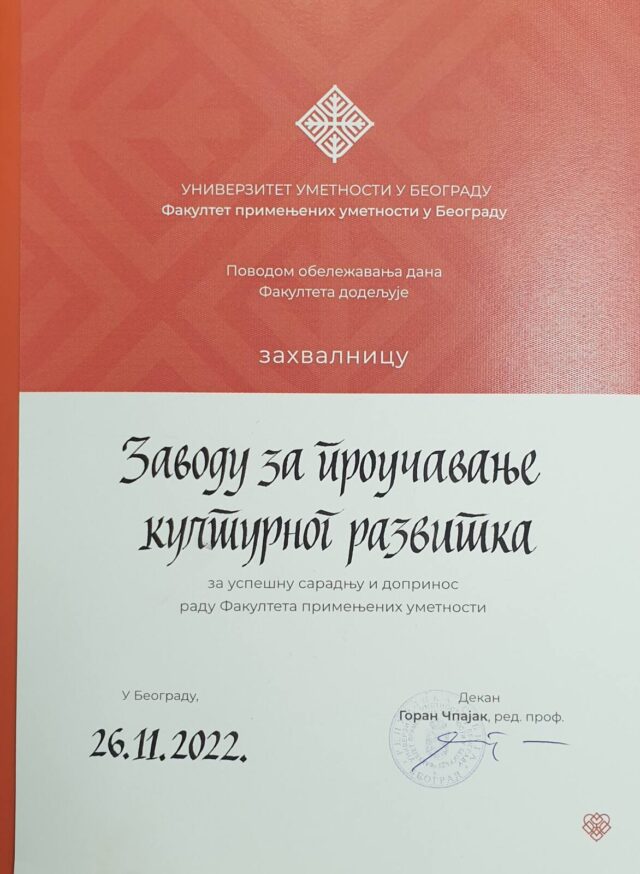 УНИВЕРЗИТЕТ УМЕТНОСТИ У БЕОГРАДУ
Факултет примењених уметности у Београду
Поводом обележавања дана
Факултета додељује
захвалницу
Заводу за проучавање
културног развитка
за успешну сарадњу и допринос
раду Факултета примењених уметности
У Београду,
26.11.2022.
Декан
Горан Чпајак, ред. проф.
БЕОГРАД